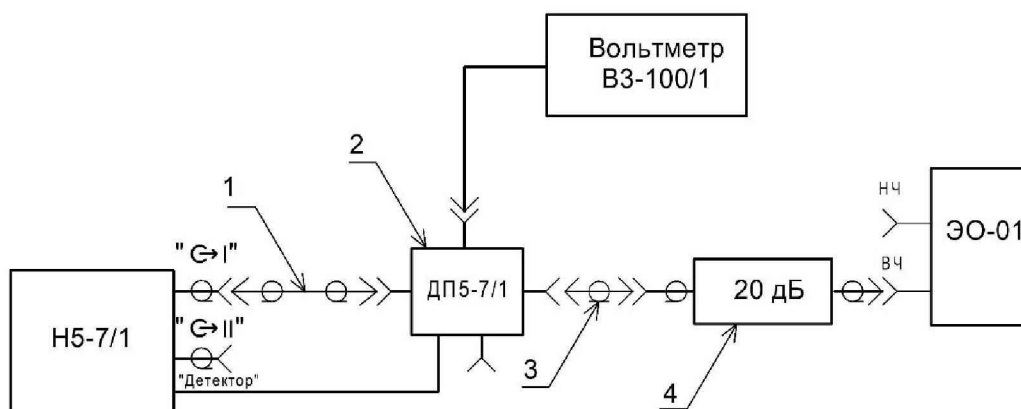 Вольтметр
В3-100/1
2
1
НЧ
ЭО-01
" G→I"
ВЧ
ДП5-7/1
20 дБ
Н5-7/1
" G→II"
"Детектор"
3
4